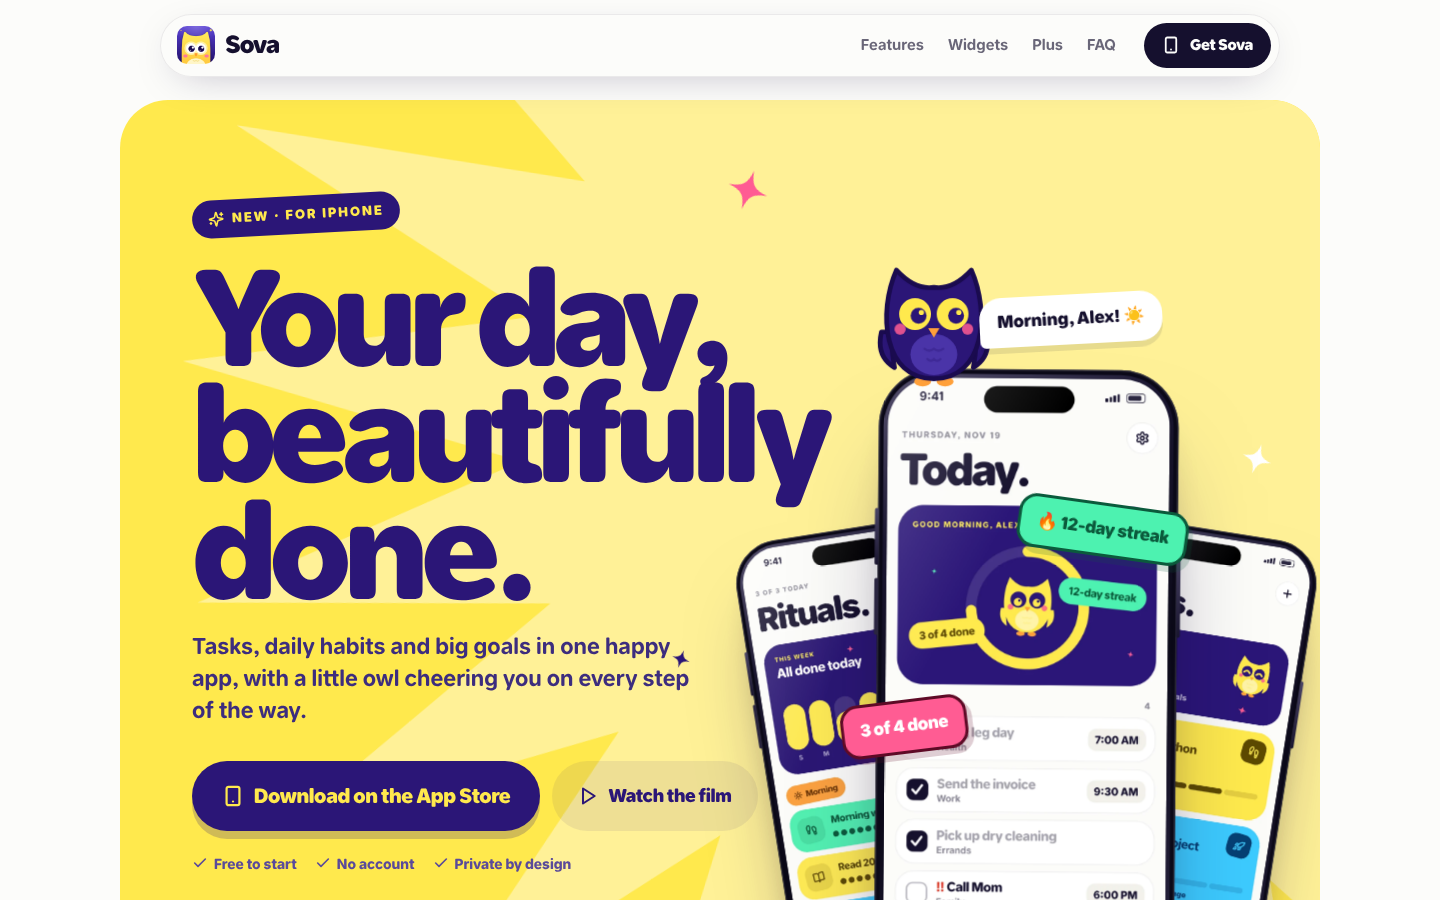 Sova
Features
Widgets
Plus
FAQ
Get Sova
NEW · FOR IPHONE
Your day,
beautifully
done.
Tasks, daily habits and big goals in one happy
app, with a little owl cheering you on every step
of the way.
Download on the App Store
Watch the film
Free to start
No account
Private by design
Morning, Alex! ☀️
9:41
THURSDAY, NOV 19
Today.
GOOD MORNING, ALEX
🔥 12-day streak
12-day streak
3 of 4 done
4
3 of 4 done
leg day
7:00 AM
Send the invoice
Work
9:30 AM
Pick up dry cleaning
Errands
‼️ Call Mom
6:00 PM
9:41
3 OF 3 TODAY
Rituals.
THIS WEEK
All done today
S
M
Morning
Morning
Read 20
s.